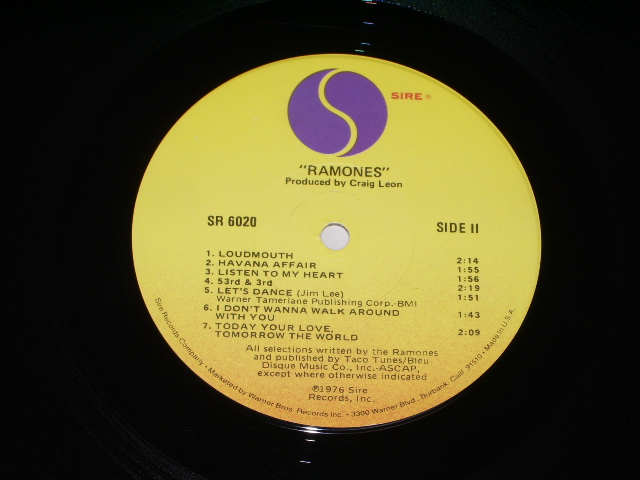 SIRE ®
"RAMONES"
Produced by Craig Leon
SR 6020
SIDE II
1. LOUDMOUTH 2:14
2. HAVANA AFFAIR 1:55
3. LISTEN TO MY HEART 1:56
4. 53rd & 3rd 2:19
5. LET'S DANCE (Jim Lee) 1:51
Warner Tamerlane Publishing Corp.-BMI
6. I DON'T WANNA WALK AROUND
WITH YOU 1:43
7. TODAY YOUR LOVE,
TOMORROW THE WORLD 2:09
All selections written by the Ramones
and published by Taco Tunes/Bleu
Disque Music Co., Inc.-ASCAP,
except where otherwise indicated
℗1976 Sire
Records, Inc.
Sire Records Company • Marketed by Warner Bros. Records Inc. • 3300 Warner Blvd. • Burbank, Calif. 91510 • Made in U.S.A.